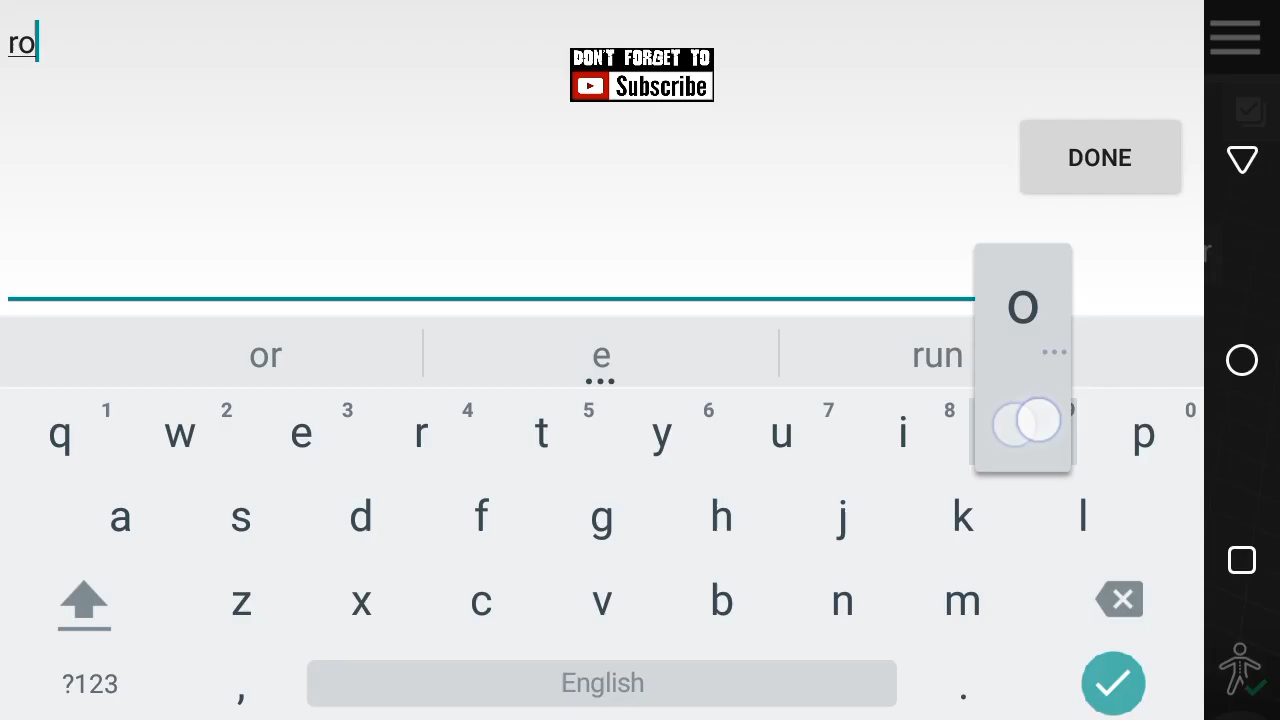 ro
DON'T FORGET TO
Subscribe
DONE
o
or e run
q 1 w 2 e 3 r 4 t 5 y 6 u 7 i 8 9 p 0
a s d f g h j k l
z x c v b n m
?123 , English .
r